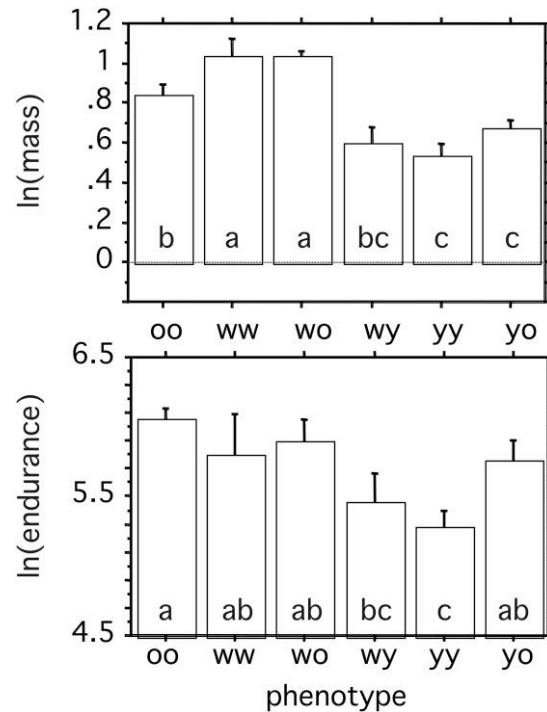 1.2
1
.8
.6
.4
.2
0
ln(mass)
b a a bc c c
oo ww wo wy yy yo
6.5
5.5
4.5
ln(endurance)
a ab ab bc c ab
oo ww wo wy yy yo
phenotype